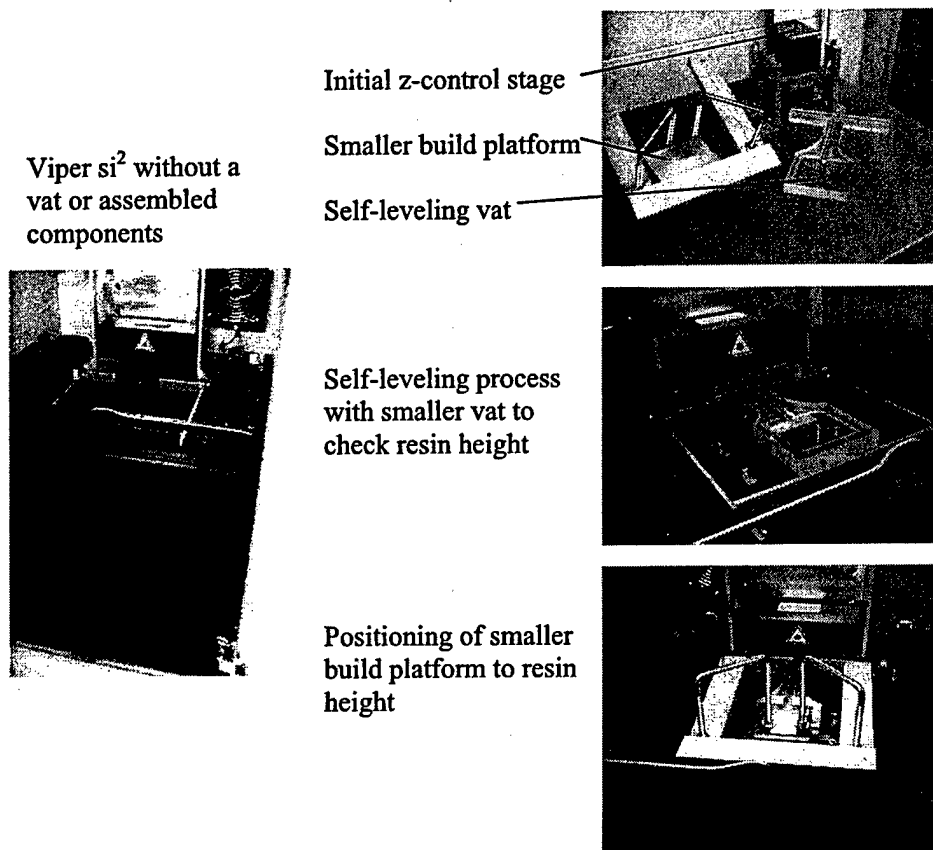 Initial z-control stage
Smaller build platform
Self-leveling vat
Viper si² without a
vat or assembled
components
Self-leveling process
with smaller vat to
check resin height
Positioning of smaller
build platform to resin
height